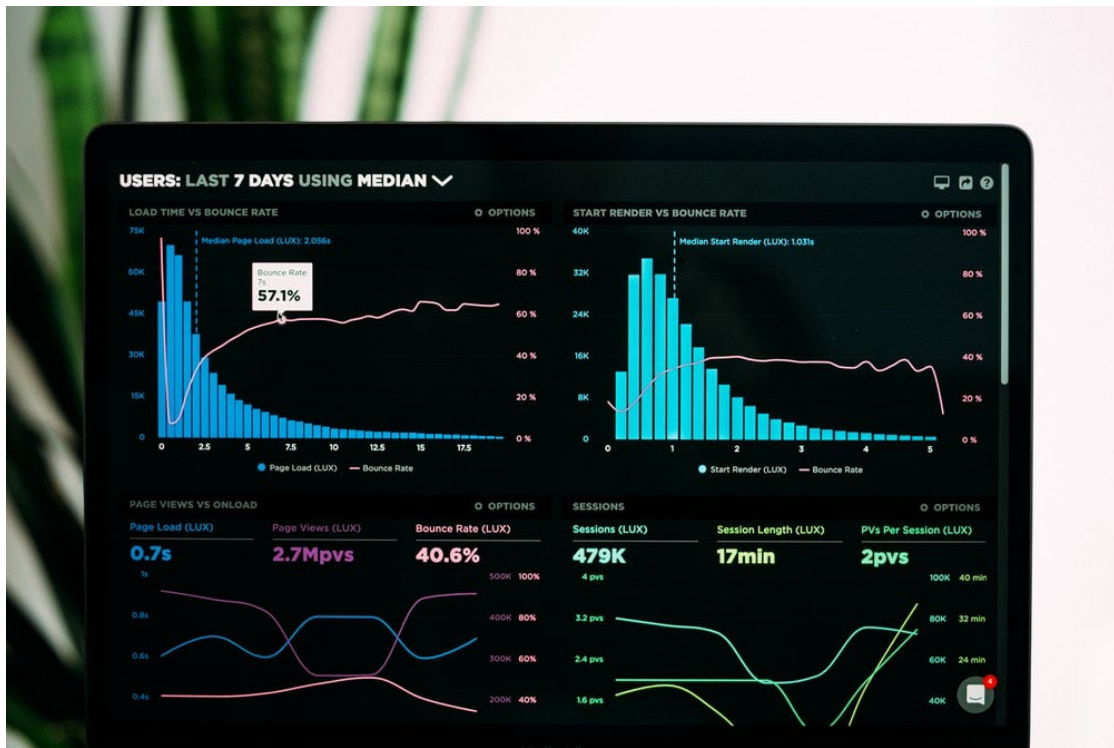 USERS: LAST 7 DAYS USING MEDIAN
LOAD TIME VS BOUNCE RATE
OPTIONS
75K
60K
45K
30K
15K
0
Median Page Load (LUX): 2.056s
Bounce Rate
7s
57.1%
100 %
80 %
60 %
40 %
20 %
0 %
0 2.5 5 7.5 10 12.5 15 17.5
Page Load (LUX) Bounce Rate
START RENDER VS BOUNCE RATE
OPTIONS
40K
32K
24K
16K
8K
0
Median Start Render (LUX): 1.031s
100 %
80 %
60 %
40 %
20 %
0 %
0 1 2 3 4 5
Start Render (LUX) Bounce Rate
PAGE VIEWS VS ONLOAD
OPTIONS
Page Load (LUX) Page Views (LUX) Bounce Rate (LUX)
0.7s 2.7Mpvs 40.6%
1s 500K 100%
0.8s 400K 80%
0.6s 300K 60%
0.4s 200K 40%
SESSIONS
OPTIONS
Sessions (LUX) Session Length (LUX) PVs Per Session (LUX)
479K 17min 2pvs
4 pvs 100K 40 min
3.2 pvs 80K 32 min
2.4 pvs 60K 24 min
1.6 pvs 40K
4